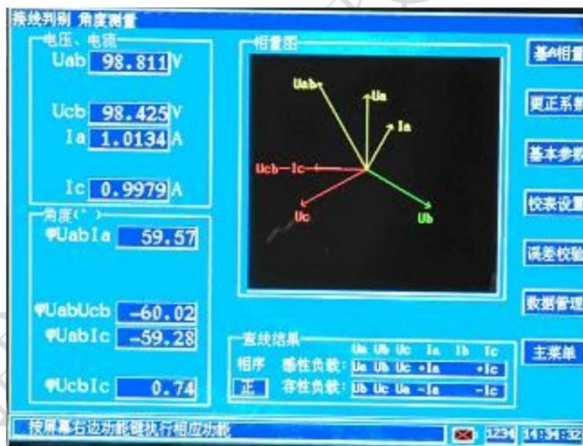 接线判别 角度测量
电压、电流
Uab 98.811 V
Ucb 98.425 V
Ia 1.0134 A
Ic 0.9979 A
角度(°)
φUabIa 59.57
φUabUcb -60.02
φUabIc -59.28
φUcbIc 0.74
相量图
Uab
Ua
Ia
Ucb Ic
Uc
Ub
接线结果
Ua Ub Uc Ia Ib Ic
相序 感性负载: Ua Ub Uc +Ia +Ic
正 容性负载: Ub Uc Ua -Ia -Ic
基A相量
更正系数
基本参数
校表设置
误差校验
数据管理
主菜单
按屏幕右边功能键执行相应功能
1234 14:34:32